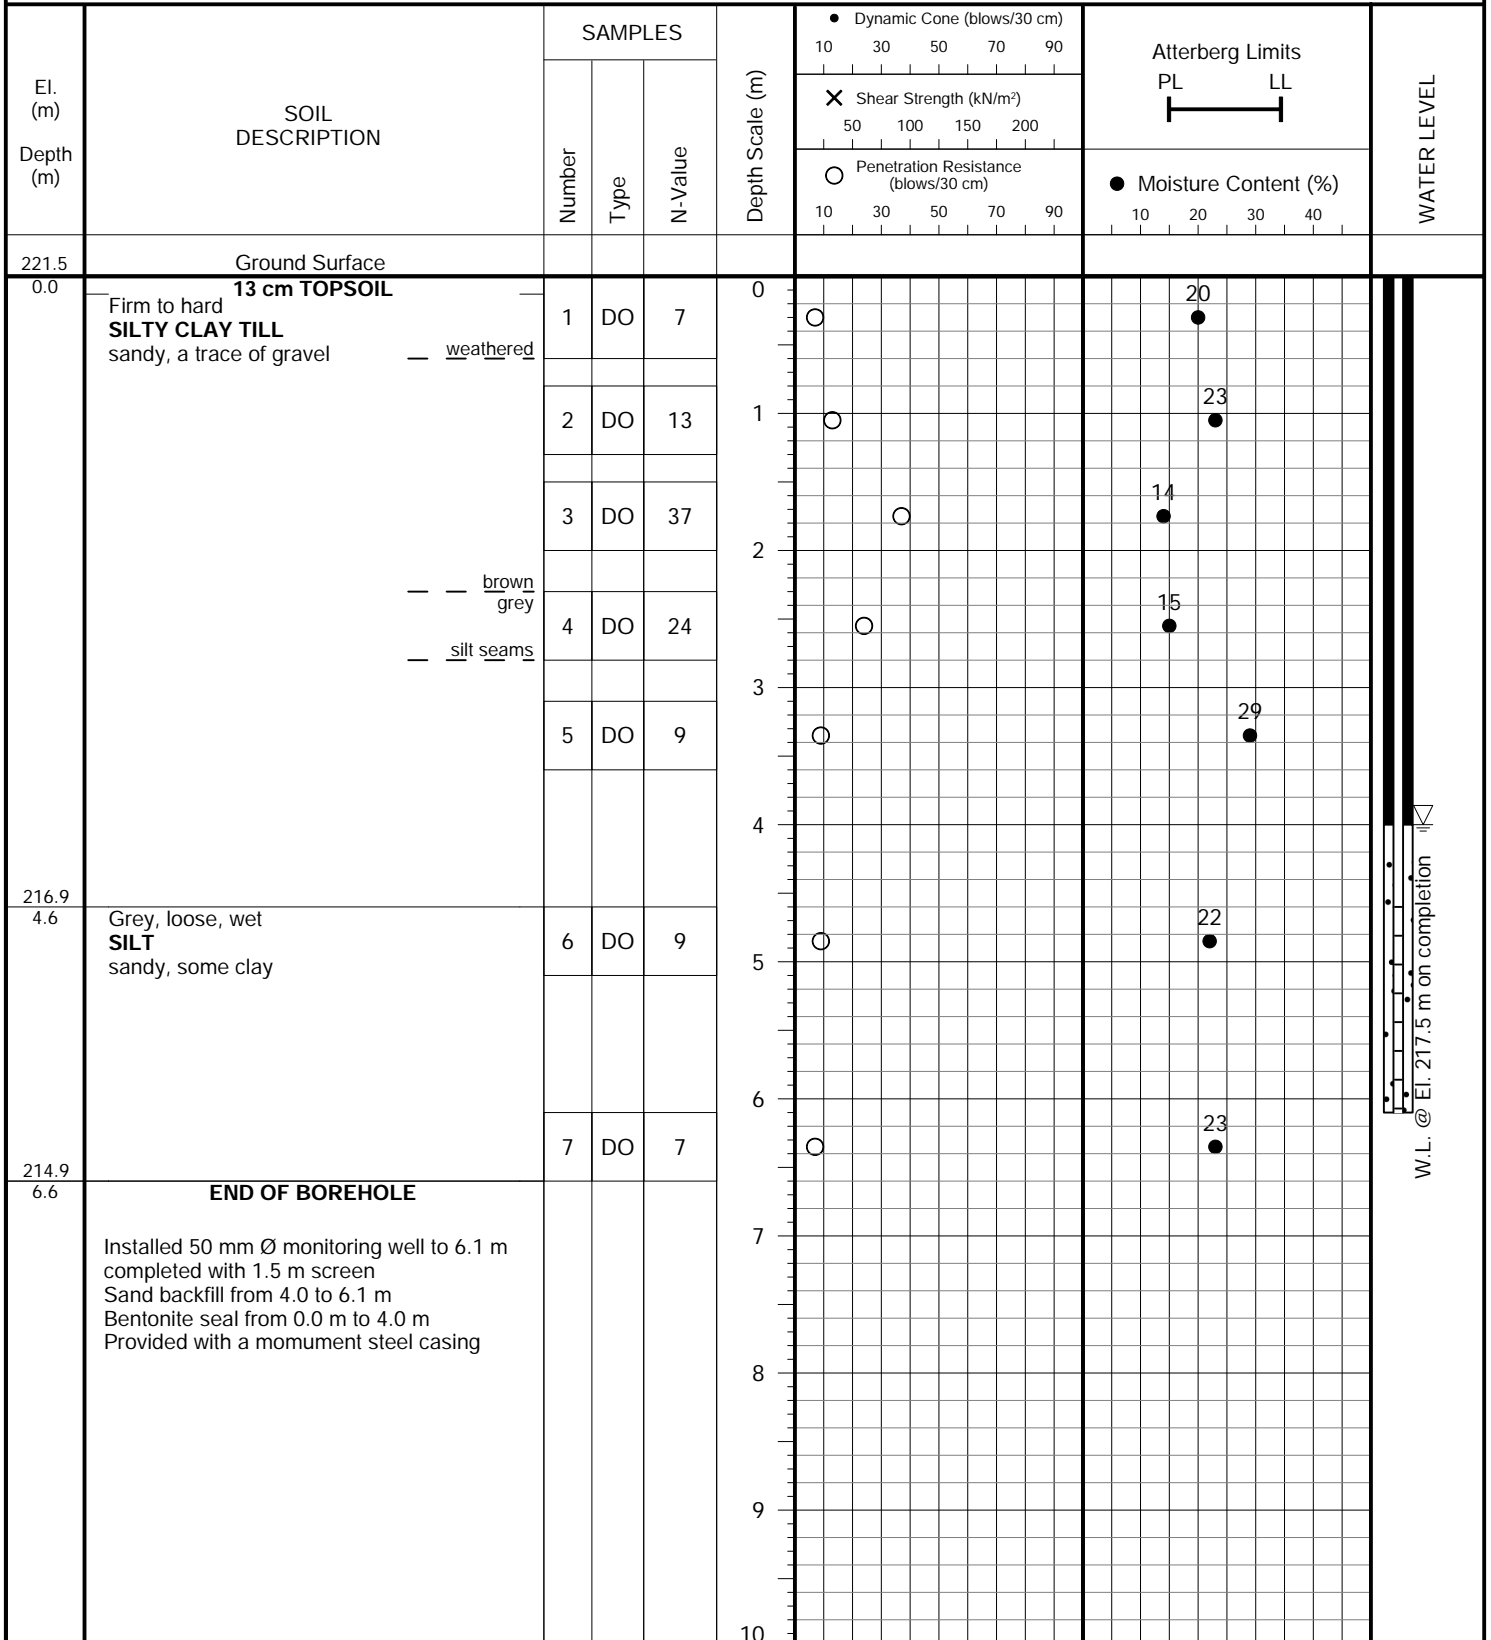 El.
(m)
Depth
(m)
SOIL
DESCRIPTION
SAMPLES
Number
Type
N-Value
Depth Scale (m)
Dynamic Cone (blows/30 cm)
10 30 50 70 90
Shear Strength (kN/m²)
50 100 150 200
Penetration Resistance
(blows/30 cm)
10 30 50 70 90
Atterberg Limits
PL LL
Moisture Content (%)
10 20 30 40
WATER LEVEL
221.5 Ground Surface
0.0 13 cm TOPSOIL 0
Firm to hard
SILTY CLAY TILL
sandy, a trace of gravel
weathered
1 DO 7 20
2 DO 13 1 23
3 DO 37 14
2
brown
grey
4 DO 24 15
silt seams
3
5 DO 9 29
4
216.9
4.6 Grey, loose, wet
SILT
sandy, some clay
6 DO 9 22
5
6
7 DO 7 23
W.L. @ El. 217.5 m on completion
214.9
6.6 END OF BOREHOLE
7
Installed 50 mm Ø monitoring well to 6.1 m
completed with 1.5 m screen
Sand backfill from 4.0 to 6.1 m
Bentonite seal from 0.0 m to 4.0 m
Provided with a momument steel casing
8
9
10